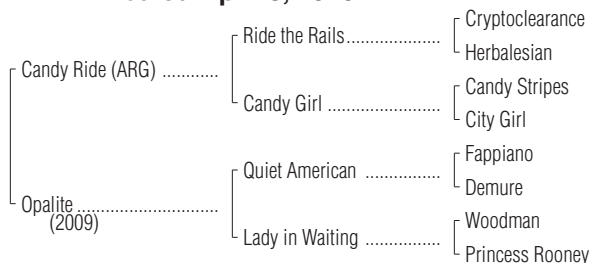 Cryptoclearance
Ride the Rails....................
Herbalesian
Candy Ride (ARG) ............
Candy Stripes
Candy Girl ........................
City Girl
Fappiano
Quiet American ................
Demure
Opalite..............................
(2009)
Woodman
Lady in Waiting ................
Princess Rooney